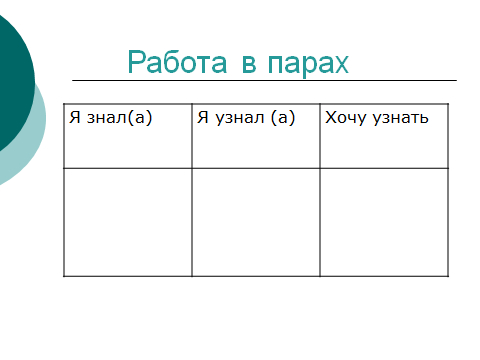 Работа в парах
Я знал(а)
Я узнал (а)
Хочу узнать